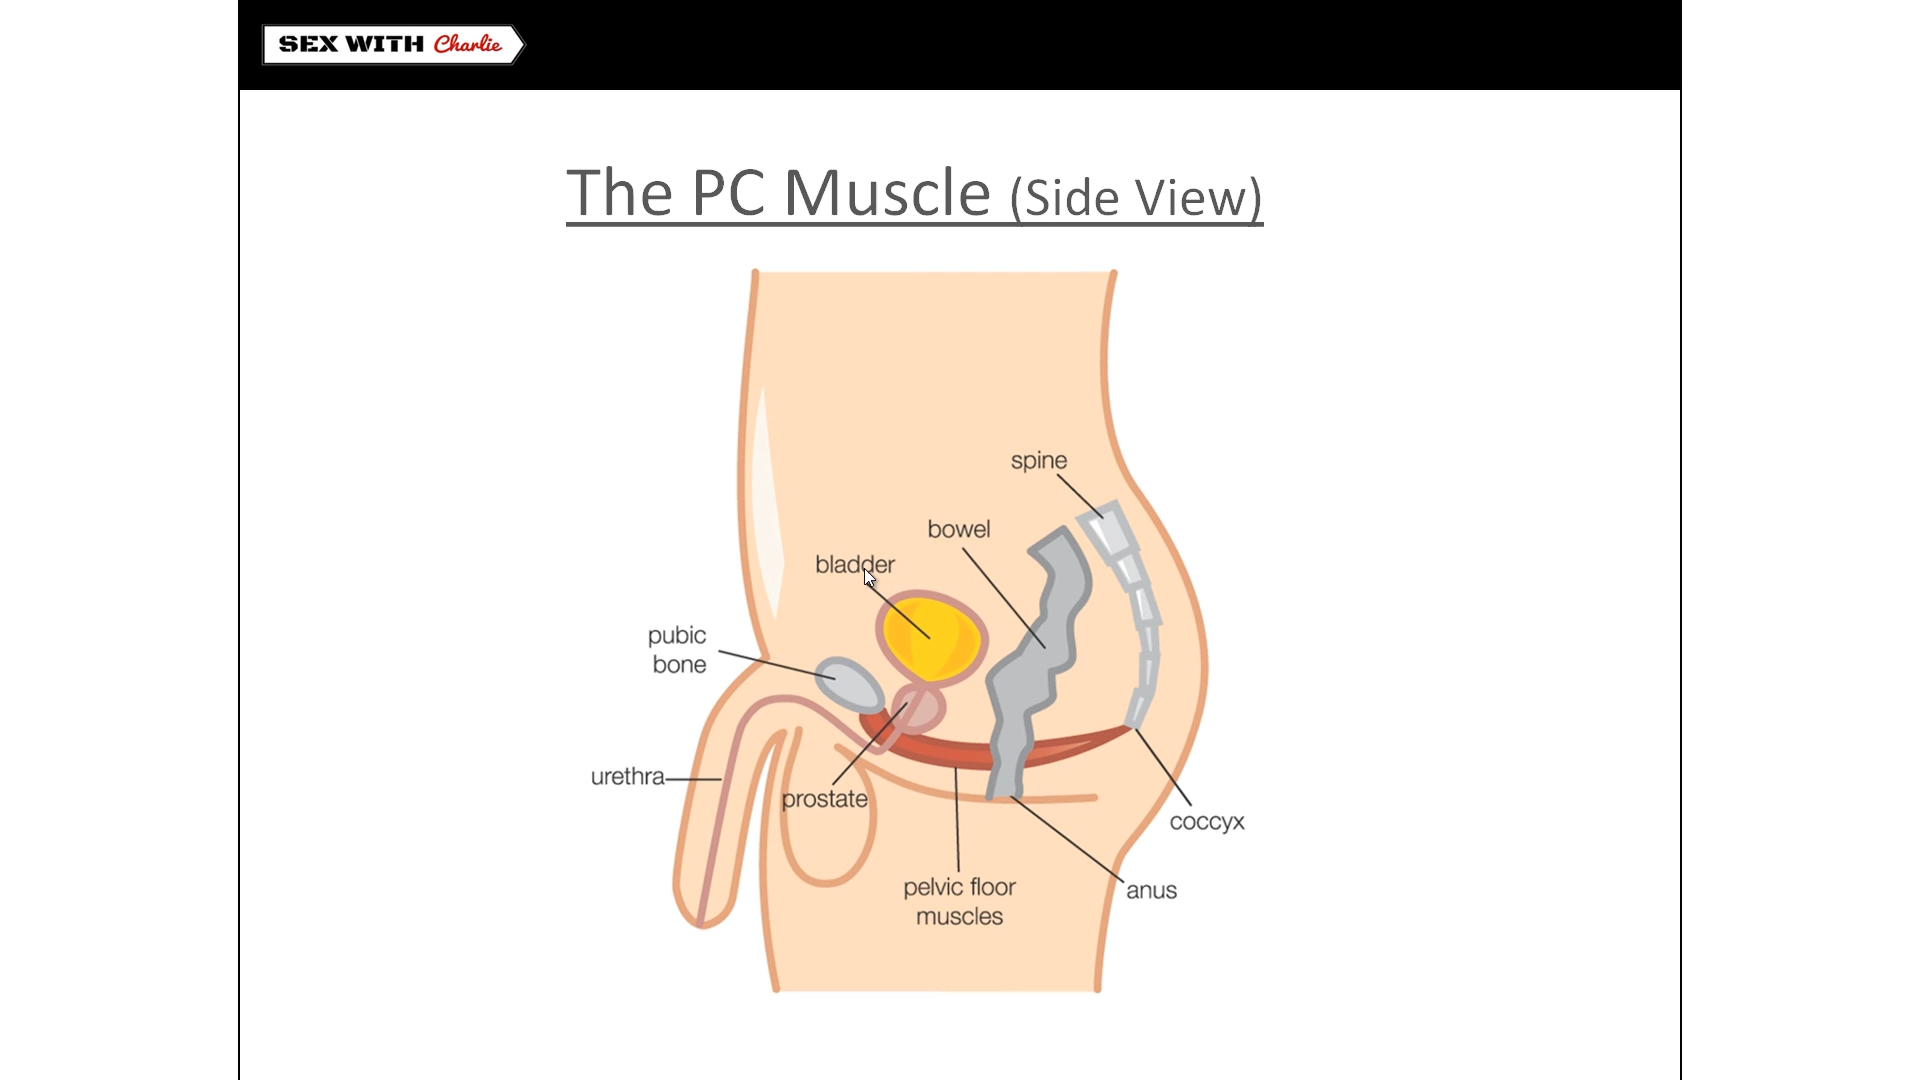 SEX WITH Charlie
The PC Muscle (Side View)
spine
bowel
bladder
pubic
bone
urethra
prostate
coccyx
pelvic floor
muscles
anus